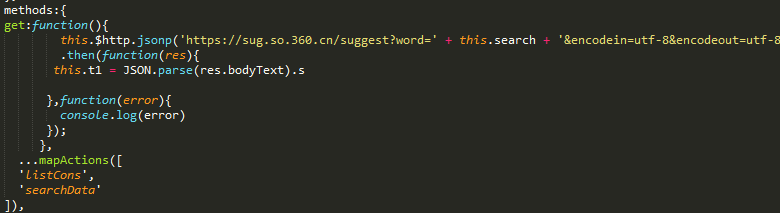 methods:{
get:function(){
this.$http.jsonp('https://sug.so.360.cn/suggest?word=' + this.search + '&encodein=utf-8&encodeout=utf-8
.then(function(res){
this.t1 = JSON.parse(res.bodyText).s
},function(error){
console.log(error)
});
},
...mapActions([
'listCons',
'searchData'
]),